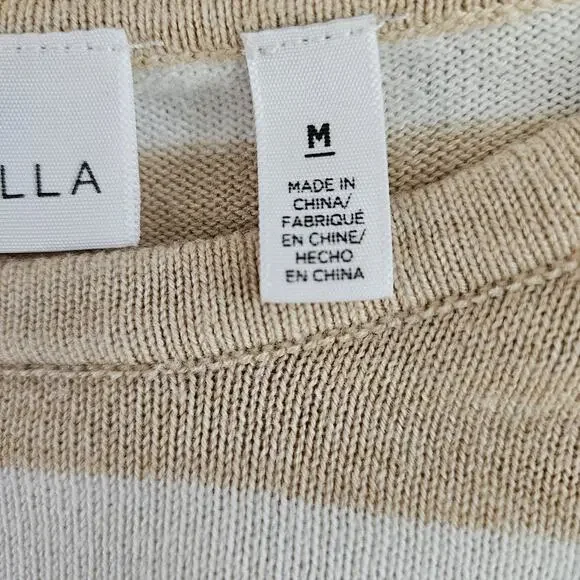 LLA
M
MADE IN
CHINA/
FABRIQUÉ
EN CHINE/
HECHO
EN CHINA